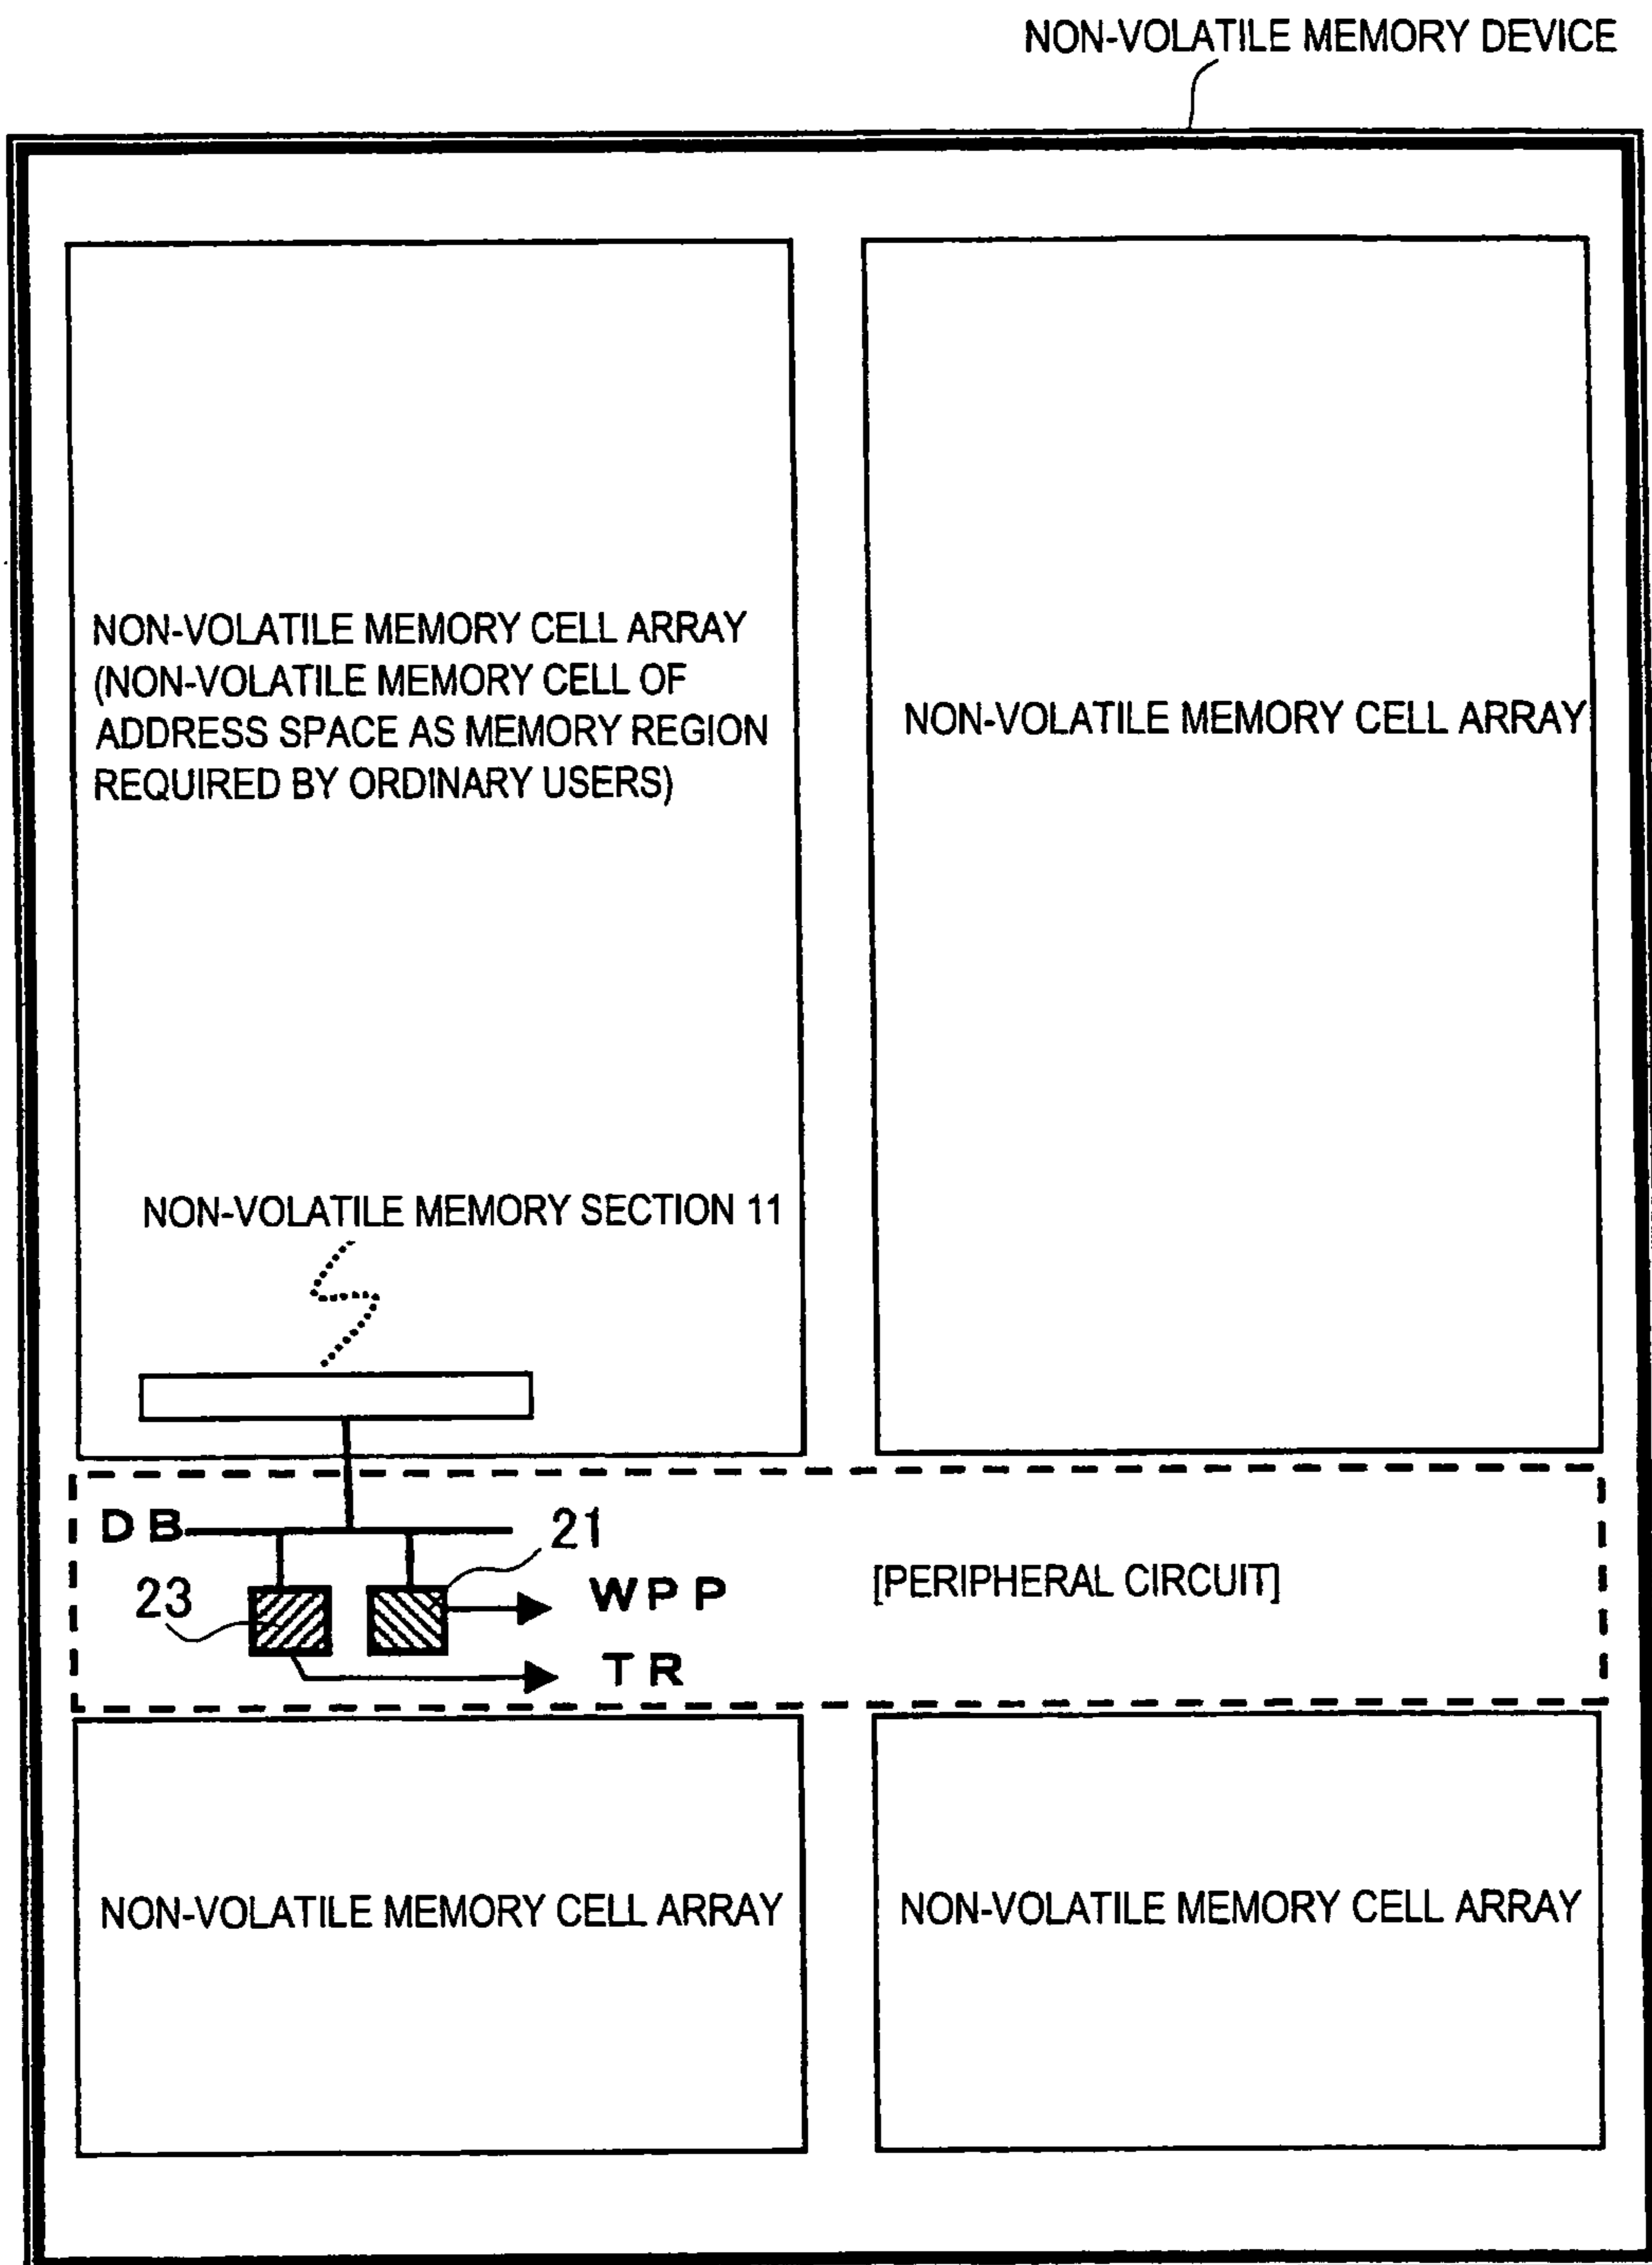 NON-VOLATILE MEMORY DEVICE
NON-VOLATILE MEMORY CELL ARRAY
(NON-VOLATILE MEMORY CELL OF
ADDRESS SPACE AS MEMORY REGION
REQUIRED BY ORDINARY USERS)
NON-VOLATILE MEMORY CELL ARRAY
NON-VOLATILE MEMORY SECTION 11
DB
21
23
WPP
[PERIPHERAL CIRCUIT]
TR
NON-VOLATILE MEMORY CELL ARRAY
NON-VOLATILE MEMORY CELL ARRAY